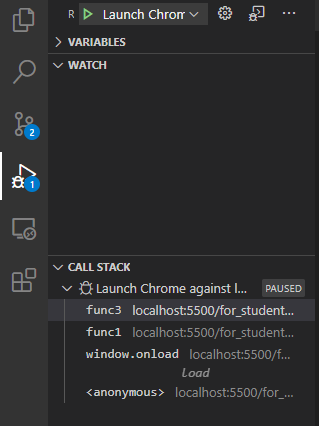 R Launch Chrom
VARIABLES
WATCH
2
1
CALL STACK
Launch Chrome against l... PAUSED
func3 localhost:5500/for_student...
func1 localhost:5500/for_student...
window.onload localhost:5500/f...
load
<anonymous> localhost:5500/for_...